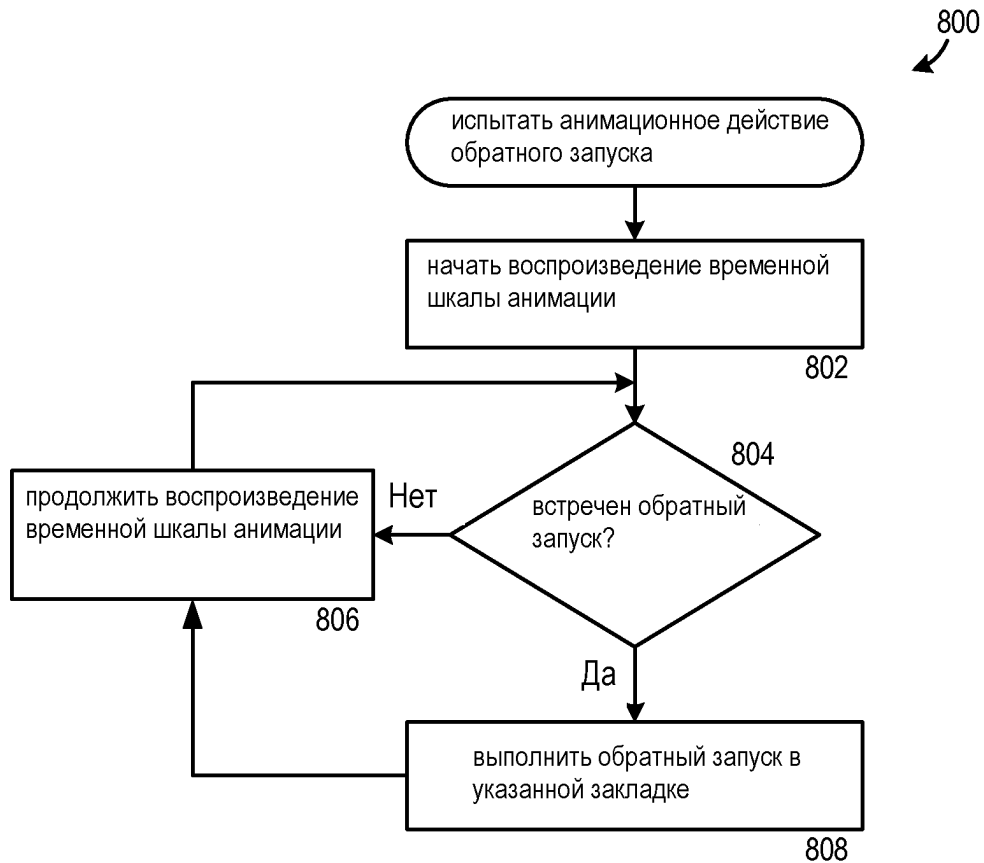 800
испытать анимационное действие
обратного запуска
начать воспроизведение временной
шкалы анимации
802
804
встречен обратный
запуск?
Нет
продолжить воспроизведение
временной шкалы анимации
806
Да
выполнить обратный запуск в
указанной закладке
808